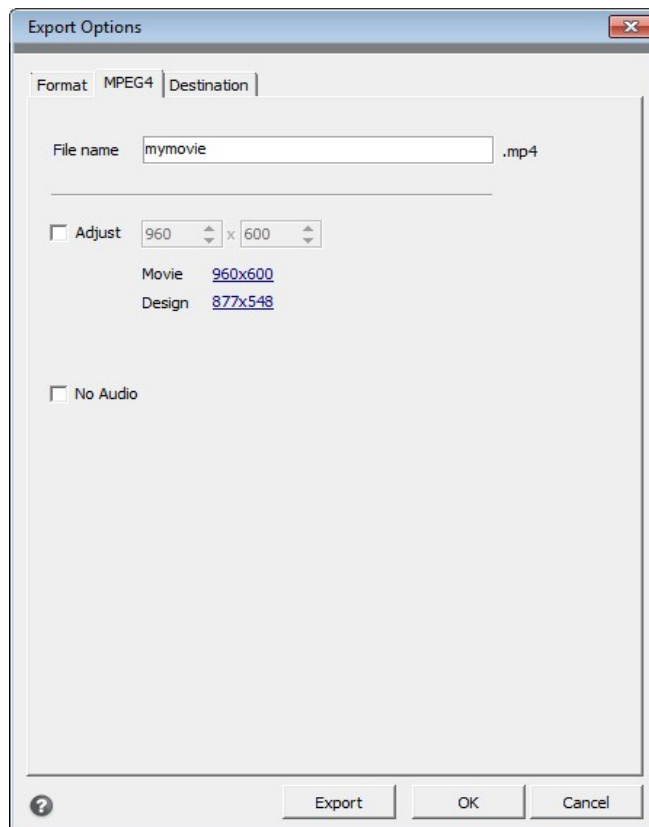 Export Options
Format MPEG4 Destination
File name mymovie .mp4
Adjust 960 x 600
Movie 960x600
Design 877x548
No Audio
? Export OK Cancel